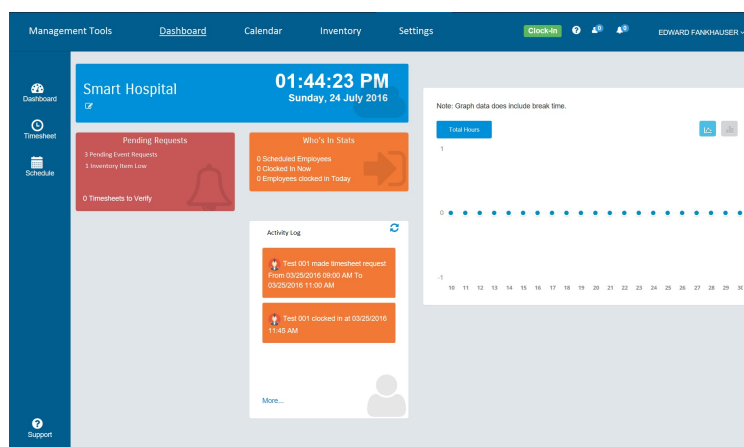 Management Tools
Dashboard
Calendar
Inventory
Settings
Clock-In
?
0
0
EDWARD FANKHAUSER
Dashboard
Timesheet
Schedule
Support
Smart Hospital
01:44:23 PM
Sunday, 24 July 2016
Pending Requests
3 Pending Event Requests
1 Inventory Item Low
0 Timesheets to Verify
Who's In Stats
0 Scheduled Employees
0 Clocked In Now
0 Employees clocked in Today
Activity Log
Test 001 made timesheet request
From 03/25/2016 09:00 AM To
03/25/2016 11:00 AM
Test 001 clocked in at 03/25/2016
11:45 AM
More...
Note: Graph data does include break time.
Total Hours
1
0
-1
10 11 12 13 14 15 16 17 18 19 20 21 22 23 24 25 26 27 28 29 30